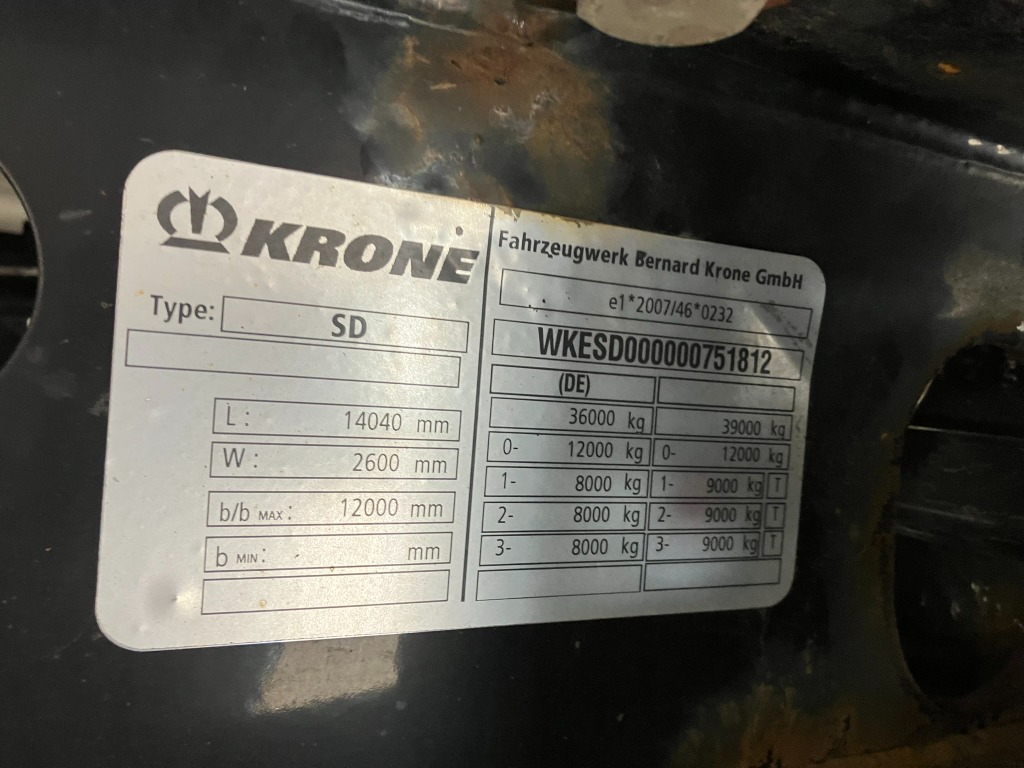 KRONE
Type: SD
L: 14040 mm
W: 2600 mm
b/b MAX: 12000 mm
b MIN: mm
Fahrzeugwerk Bernard Krone GmbH
e1*2007/46*0232
WKESD000000751812
(DE)
36000 kg 39000 kg
0- 12000 kg 0- 12000 kg
1- 8000 kg 1- 9000 kg T
2- 8000 kg 2- 9000 kg T
3- 8000 kg 3- 9000 kg T